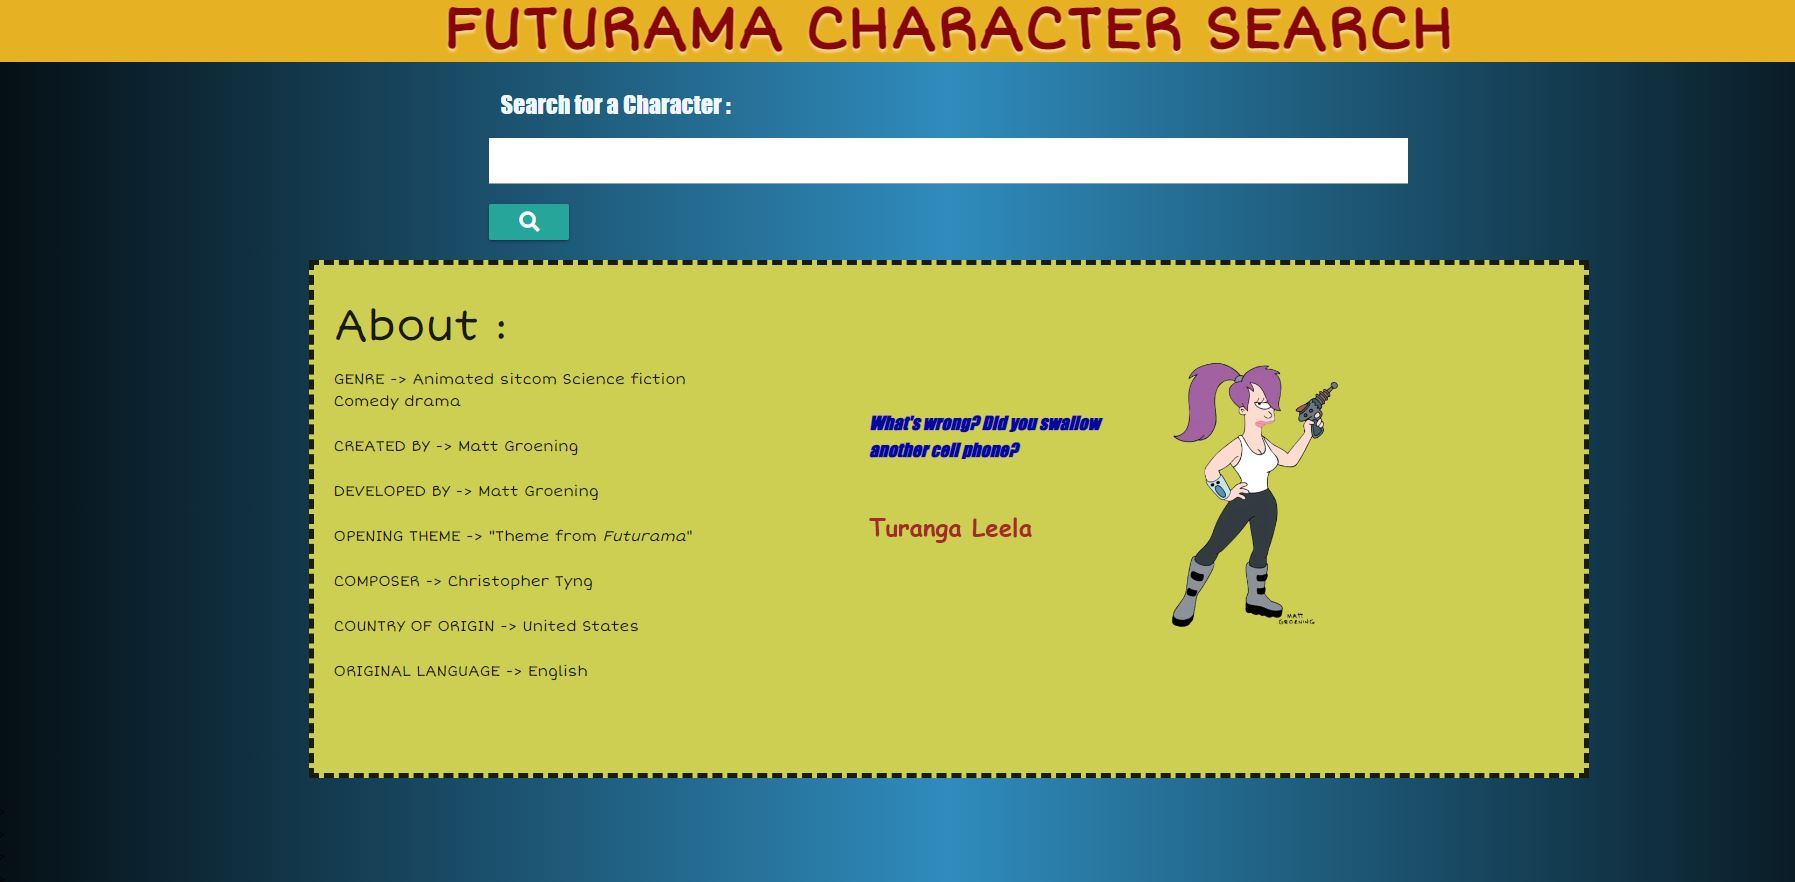 FUTURAMA CHARACTER SEARCH
Search for a Character :
About :
GENRE -> Animated sitcom Science fiction
Comedy drama
CREATED BY -> Matt Groening
DEVELOPED BY -> Matt Groening
OPENING THEME -> "Theme from Futurama"
COMPOSER -> Christopher Tyng
COUNTRY OF ORIGIN -> United States
ORIGINAL LANGUAGE -> English
What's wrong? Did you swallow
another cell phone?
Turanga Leela
MATT
GROENING